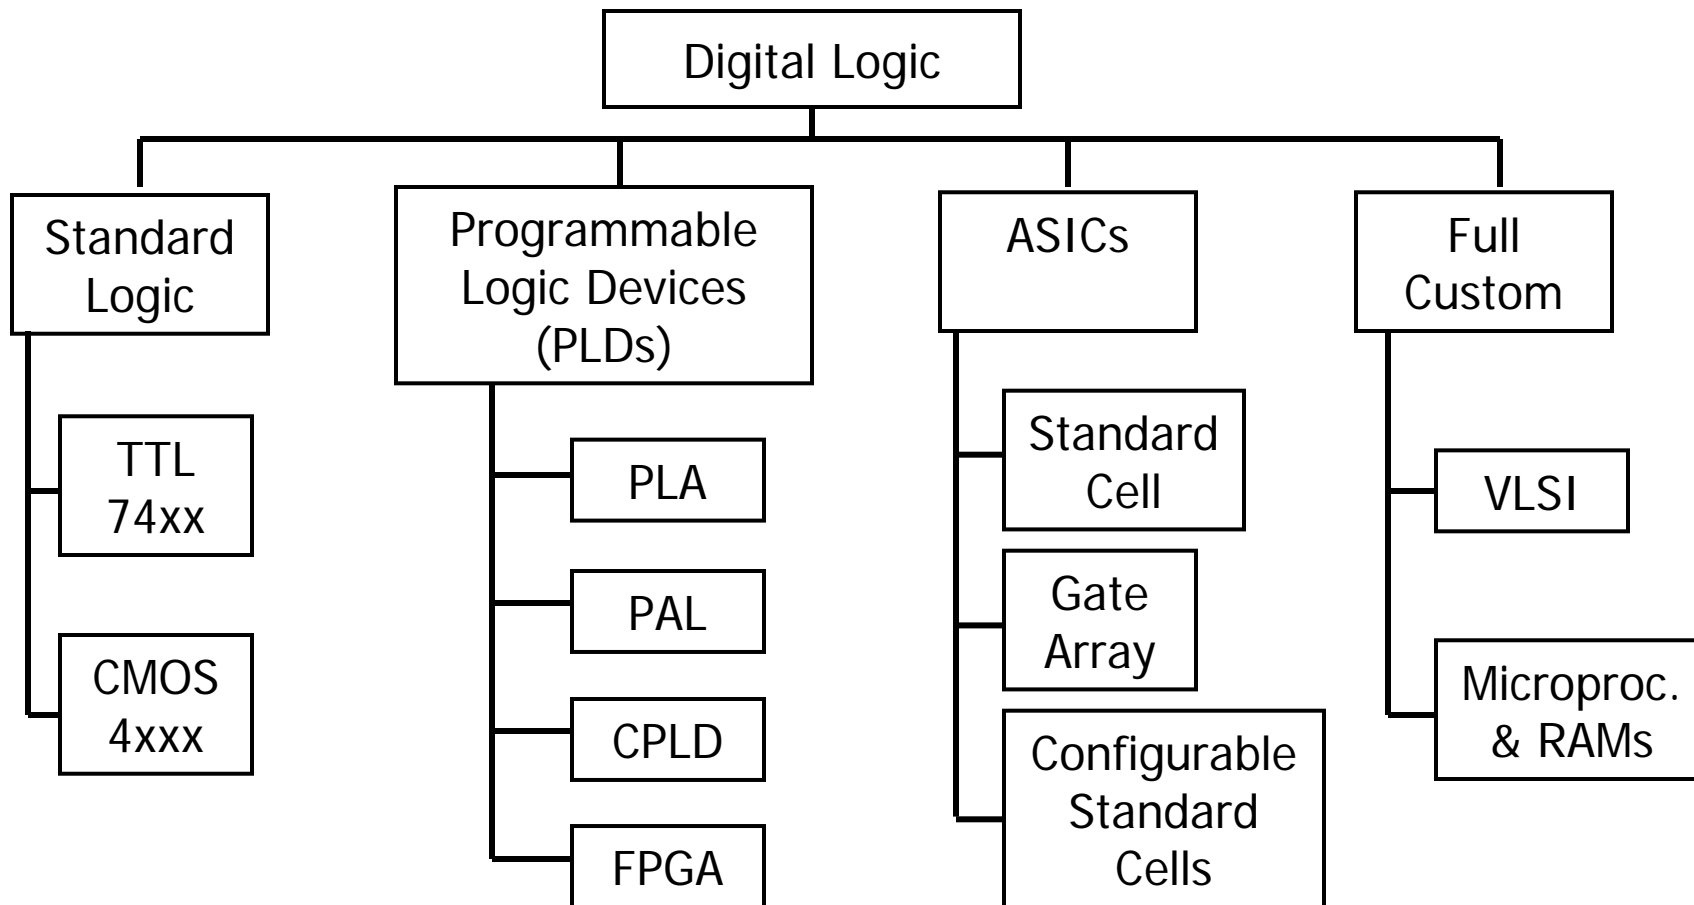 Digital Logic
Standard
Logic
Programmable
Logic Devices
(PLDs)
ASICs
Full
Custom
TTL
74xx
CMOS
4xxx
PLA
PAL
CPLD
FPGA
Standard
Cell
Gate
Array
Configurable
Standard
Cells
VLSI
Microproc.
& RAMs